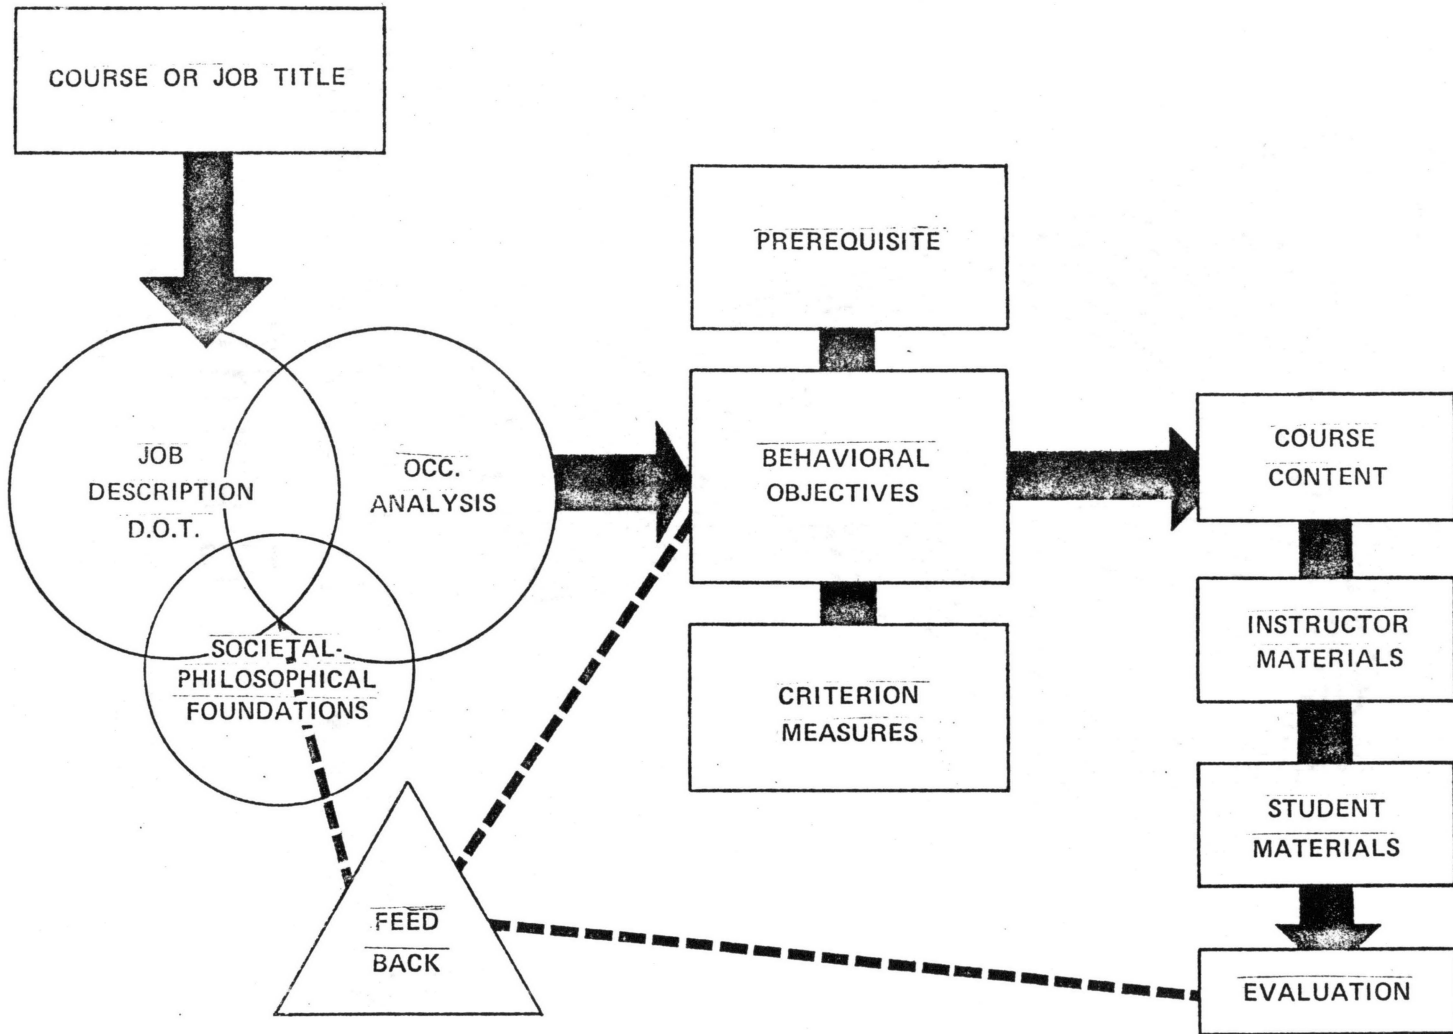 COURSE OR JOB TITLE
PREREQUISITE
JOB
DESCRIPTION
D.O.T.
OCC.
ANALYSIS
BEHAVIORAL
OBJECTIVES
COURSE
CONTENT
SOCIETAL-
PHILOSOPHICAL
FOUNDATIONS
CRITERION
MEASURES
INSTRUCTOR
MATERIALS
STUDENT
MATERIALS
FEED
BACK
EVALUATION